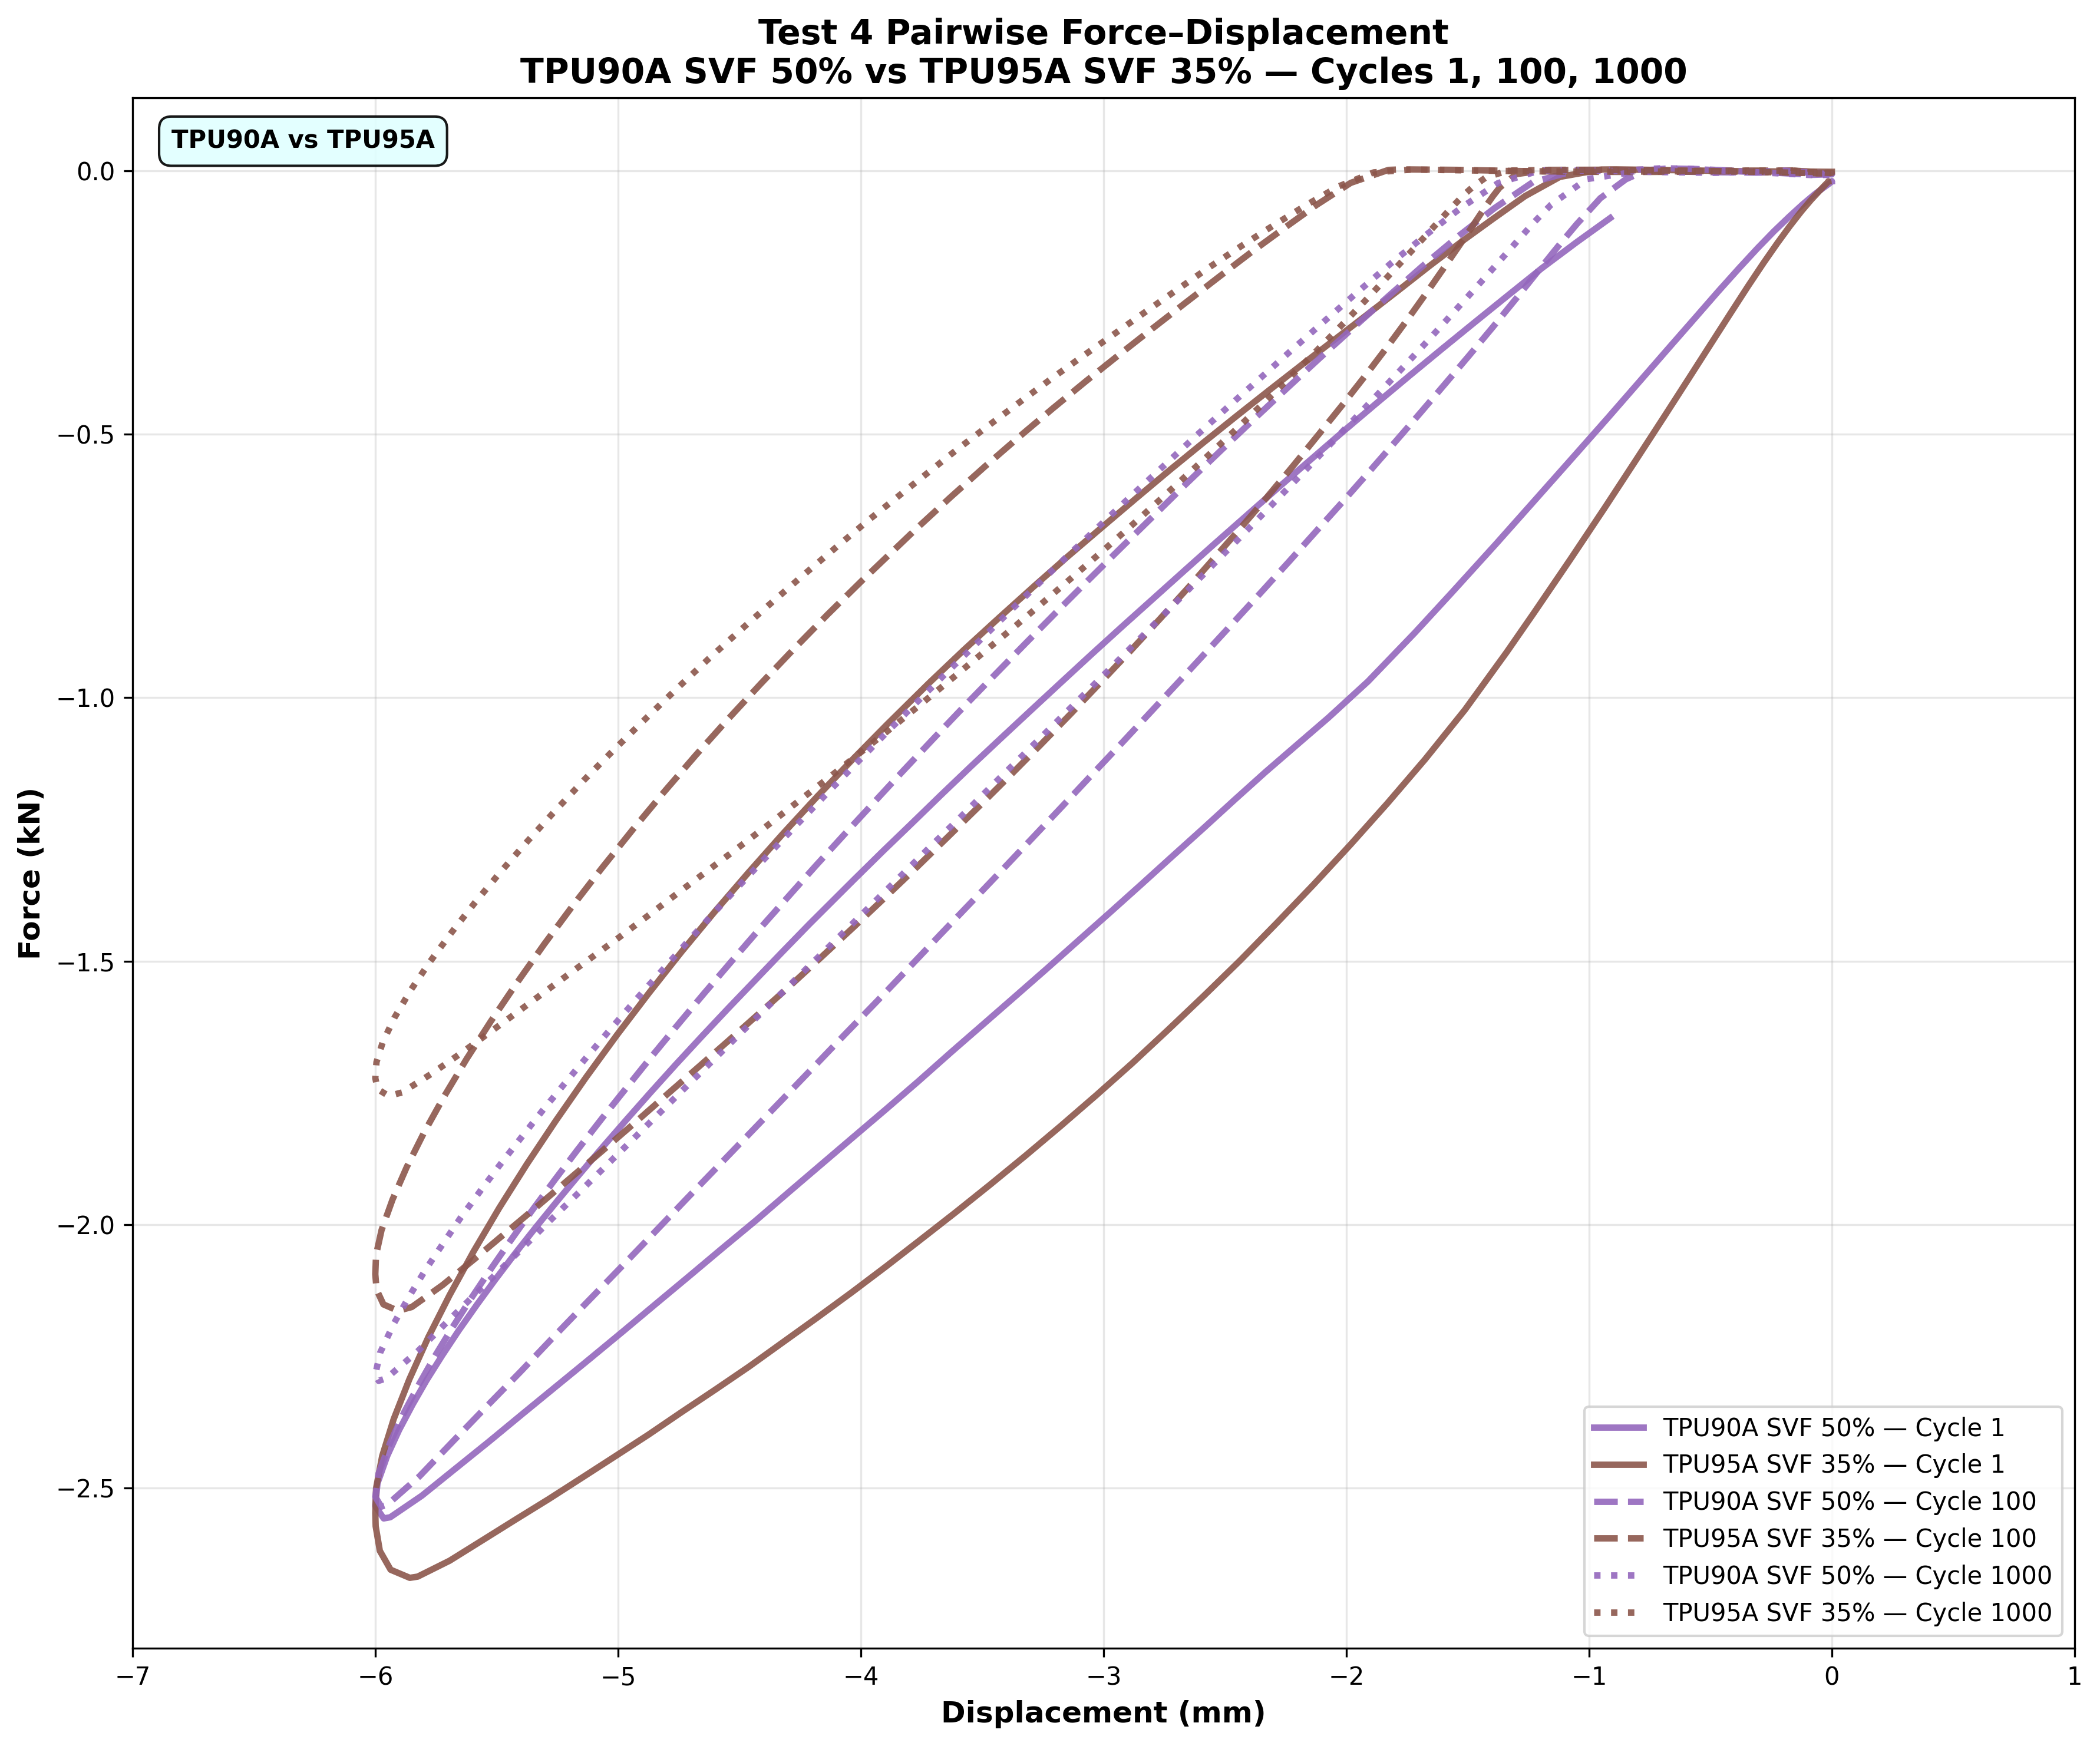 Test 4 Pairwise Force–Displacement
TPU90A SVF 50% vs TPU95A SVF 35% — Cycles 1, 100, 1000
TPU90A vs TPU95A
0.0
−0.5
−1.0
−1.5
−2.0
−2.5
Force (kN)
TPU90A SVF 50% — Cycle 1
TPU95A SVF 35% — Cycle 1
TPU90A SVF 50% — Cycle 100
TPU95A SVF 35% — Cycle 100
TPU90A SVF 50% — Cycle 1000
TPU95A SVF 35% — Cycle 1000
−7 −6 −5 −4 −3 −2 −1 0 1
Displacement (mm)